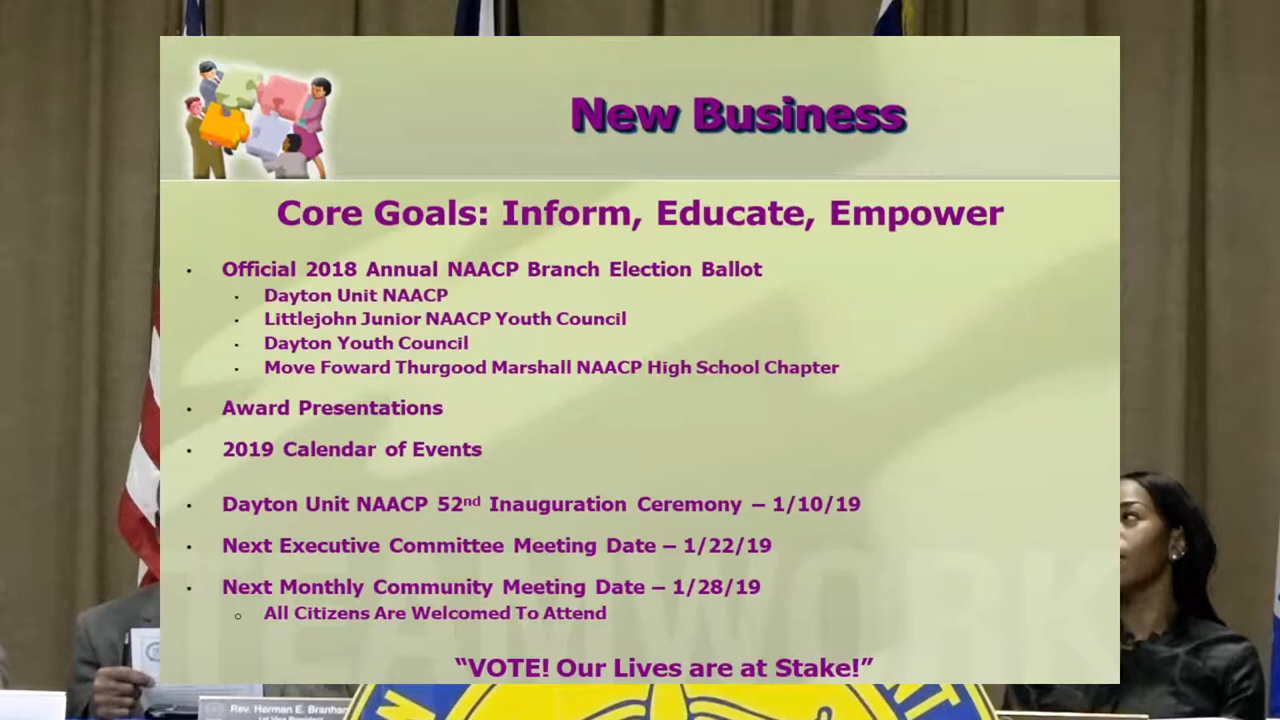 New Business
Core Goals: Inform, Educate, Empower
Official 2018 Annual NAACP Branch Election Ballot
Dayton Unit NAACP
Littlejohn Junior NAACP Youth Council
Dayton Youth Council
Move Foward Thurgood Marshall NAACP High School Chapter
Award Presentations
2019 Calendar of Events
Dayton Unit NAACP 52nd Inauguration Ceremony – 1/10/19
Next Executive Committee Meeting Date – 1/22/19
Next Monthly Community Meeting Date – 1/28/19
All Citizens Are Welcomed To Attend
TEAMWORK
“VOTE! Our Lives are at Stake!”
Rev. Herman E. Branham
1st Vice President